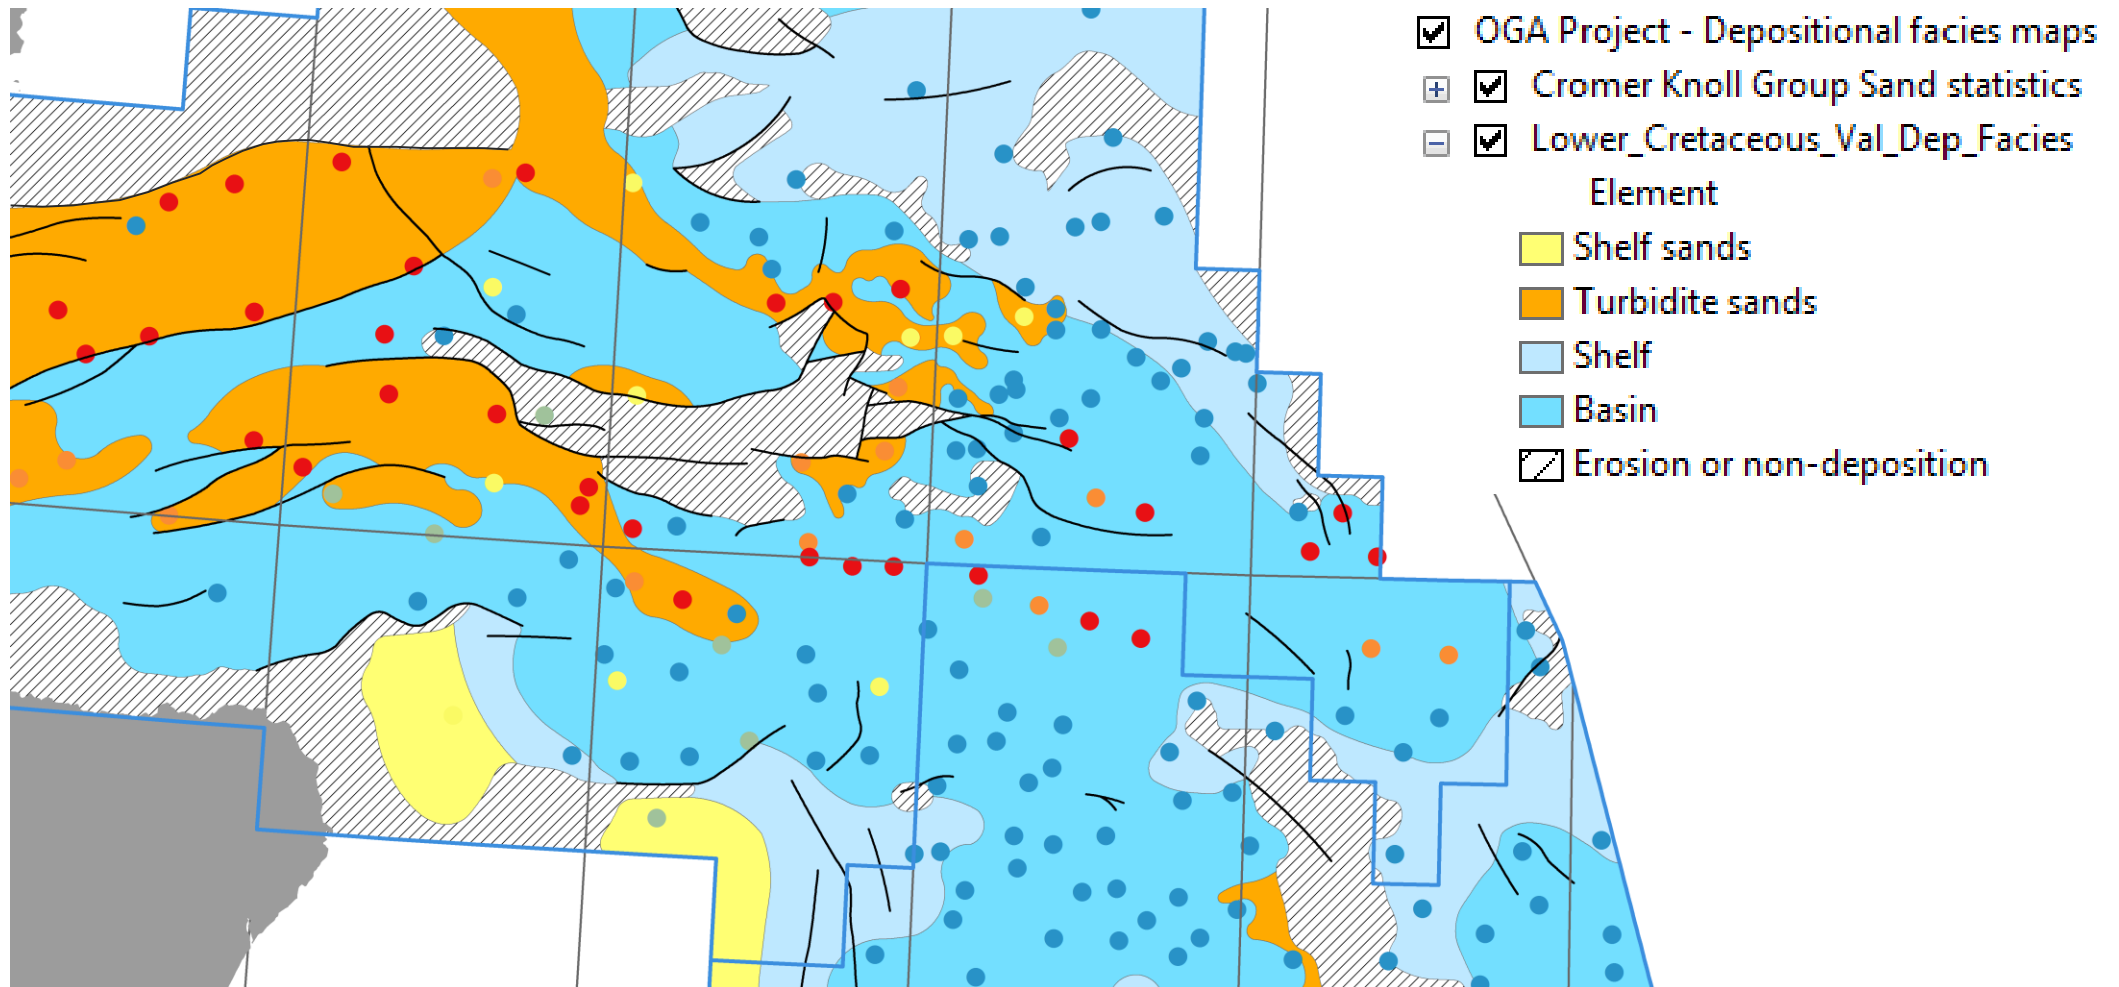 OGA Project - Depositional facies maps
Cromer Knoll Group Sand statistics
Lower_Cretaceous_Val_Dep_Facies
Element
Shelf sands
Turbidite sands
Shelf
Basin
Erosion or non-deposition